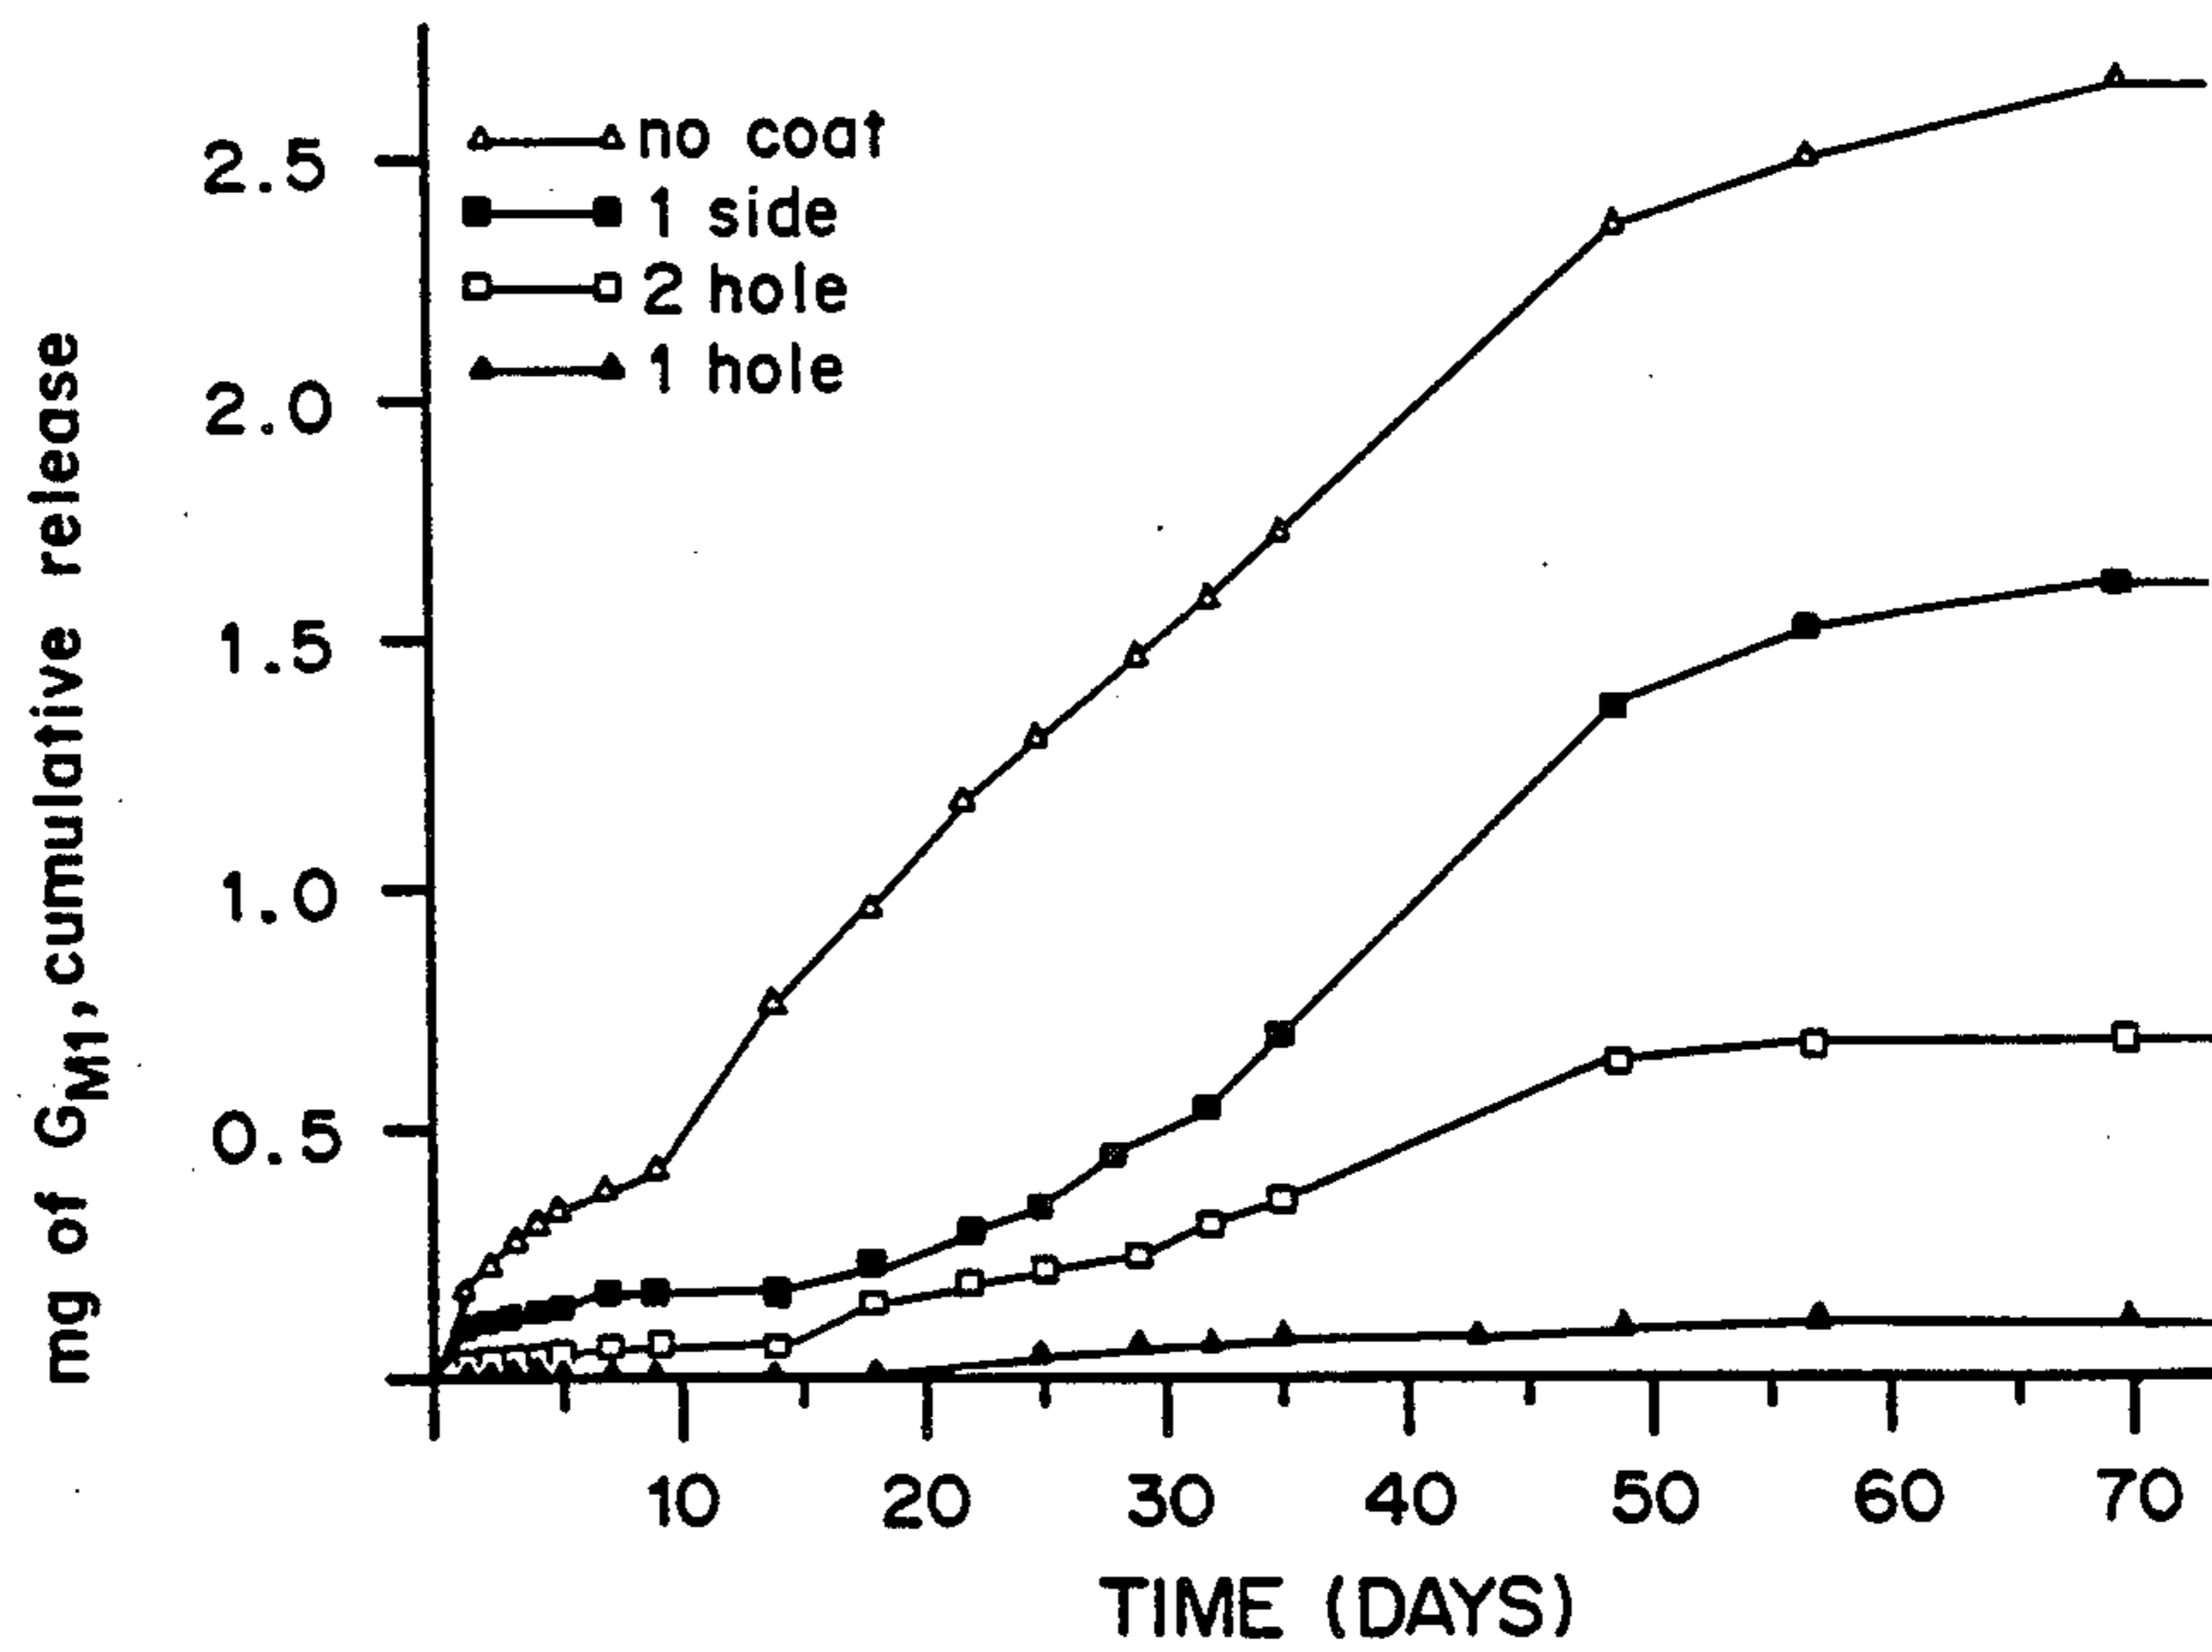 no coat
1 side
2 hole
1 hole
2.5
2.0
1.5
1.0
0.5
mg of GM1, cumulative release
10 20 30 40 50 60 70
TIME (DAYS)